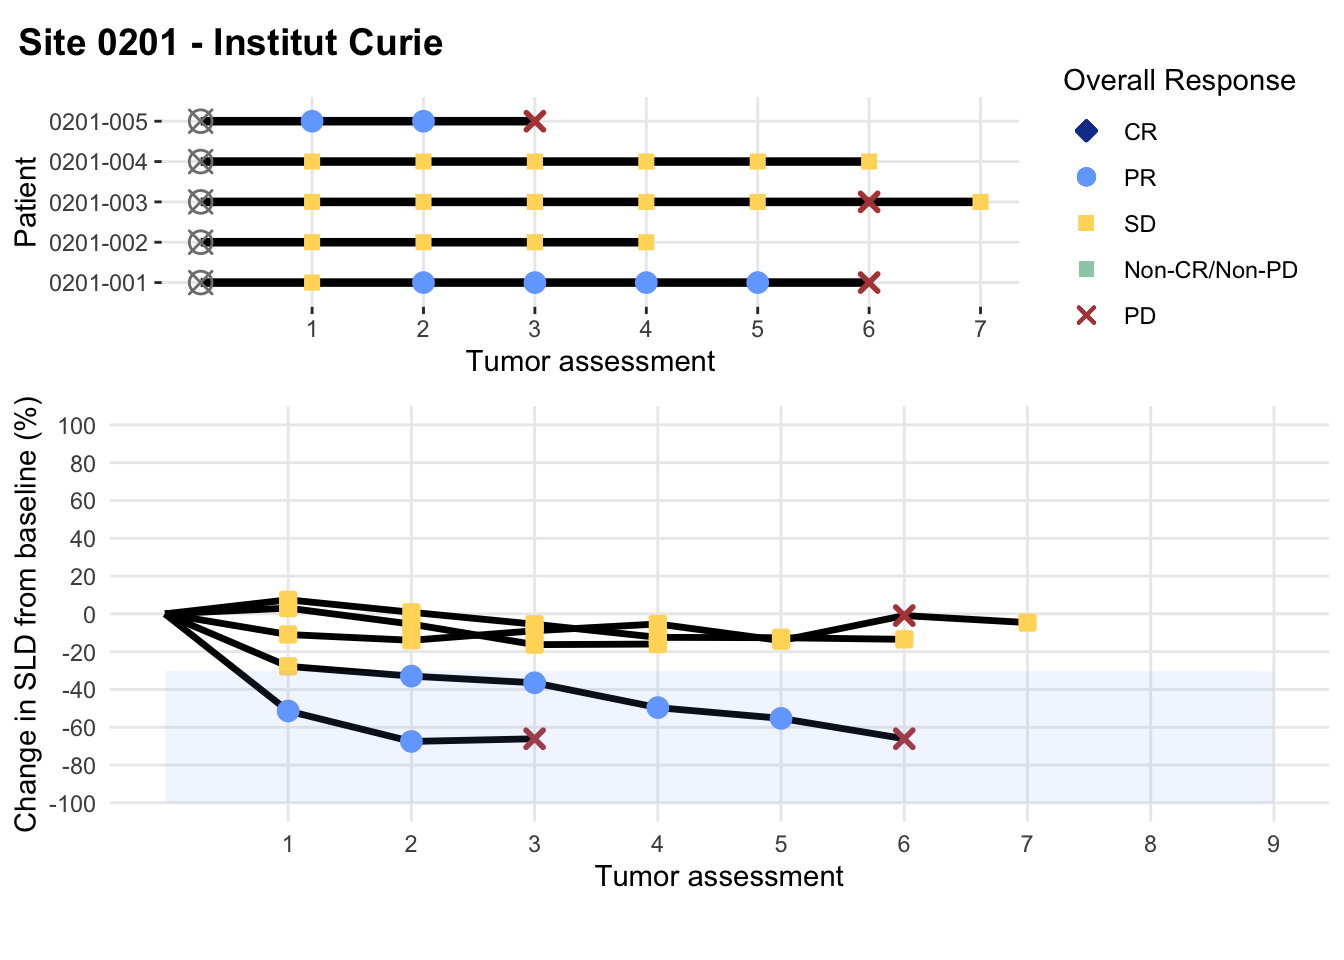 Site 0201 - Institut Curie
Overall Response
CR
PR
SD
Non-CR/Non-PD
PD
Patient
0201-005
0201-004
0201-003
0201-002
0201-001
1 2 3 4 5 6 7
Tumor assessment
Change in SLD from baseline (%)
100
80
60
40
20
0
-20
-40
-60
-80
-100
1 2 3 4 5 6 7 8 9
Tumor assessment